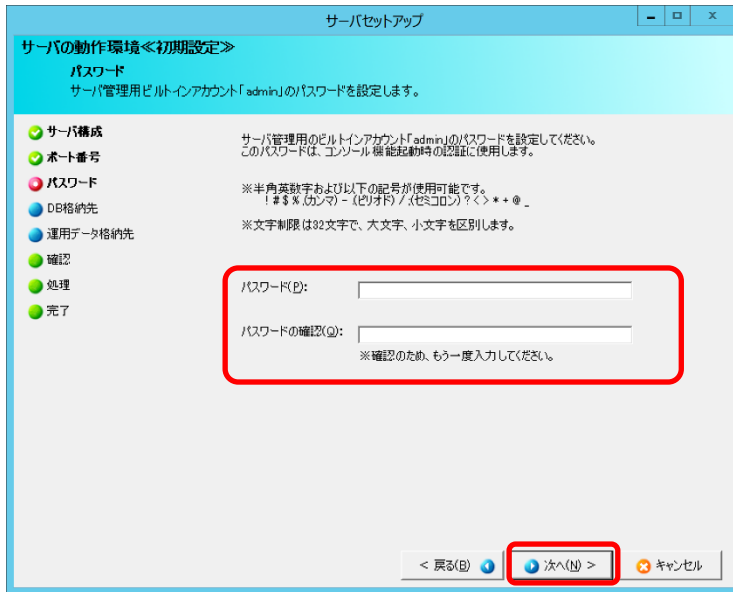 サーバセットアップ
サーバの動作環境≪初期設定≫
パスワード
サーバ管理用ビルトインアカウント「admin」のパスワードを設定します。
サーバ構成
ポート番号
パスワード
DB格納先
運用データ格納先
確認
処理
完了
サーバ管理用のビルトインアカウント「admin」のパスワードを設定してください。
このパスワードは、コンソール機能起動時の認証に使用します。
※半角英数字および以下の記号が使用可能です。
! # $ % ,(カンマ) - .(ピリオド) / ;(セミコロン) ? < > * + @ _
※文字制限は32文字で、大文字、小文字を区別します。
パスワード(P):
パスワードの確認(Q):
※確認のため、もう一度入力してください。
< 戻る(B)
次へ(N) >
キャンセル